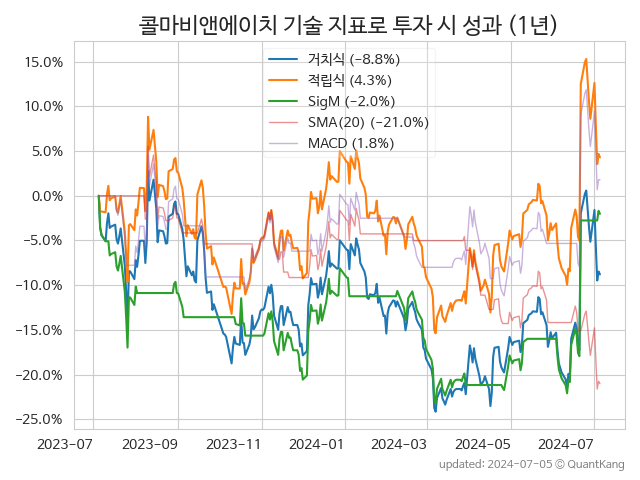 콜마비앤에이치 기술 지표로 투자 시 성과 (1년)
거치식 (−8.8%)
적립식 (4.3%)
SigM (−2.0%)
SMA(20) (−21.0%)
MACD (1.8%)
15.0%
10.0%
5.0%
0.0%
−5.0%
−10.0%
−15.0%
−20.0%
−25.0%
2023-07 2023-09 2023-11 2024-01 2024-03 2024-05 2024-07
updated: 2024-07-05 © QuantKang